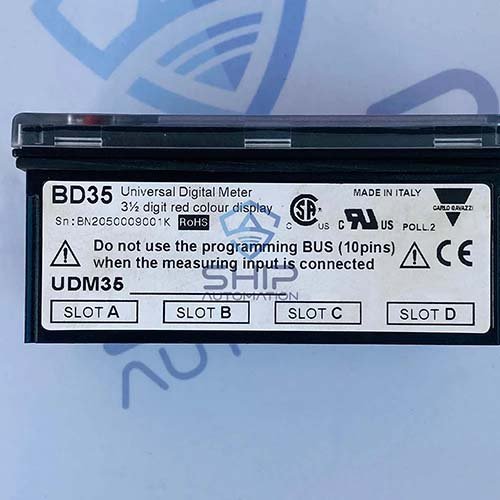 BD35 Universal Digital Meter
3½ digit red colour display
Sn:BN2050009001K RoHS
C US
C UL US
MADE IN ITALY
CARLO GAVAZZI
POLL.2
Do not use the programming BUS (10pins)
when the measuring input is connected
CE
UDM35
SHIP
AUTOMATION
SLOT A SLOT B SLOT C SLOT D